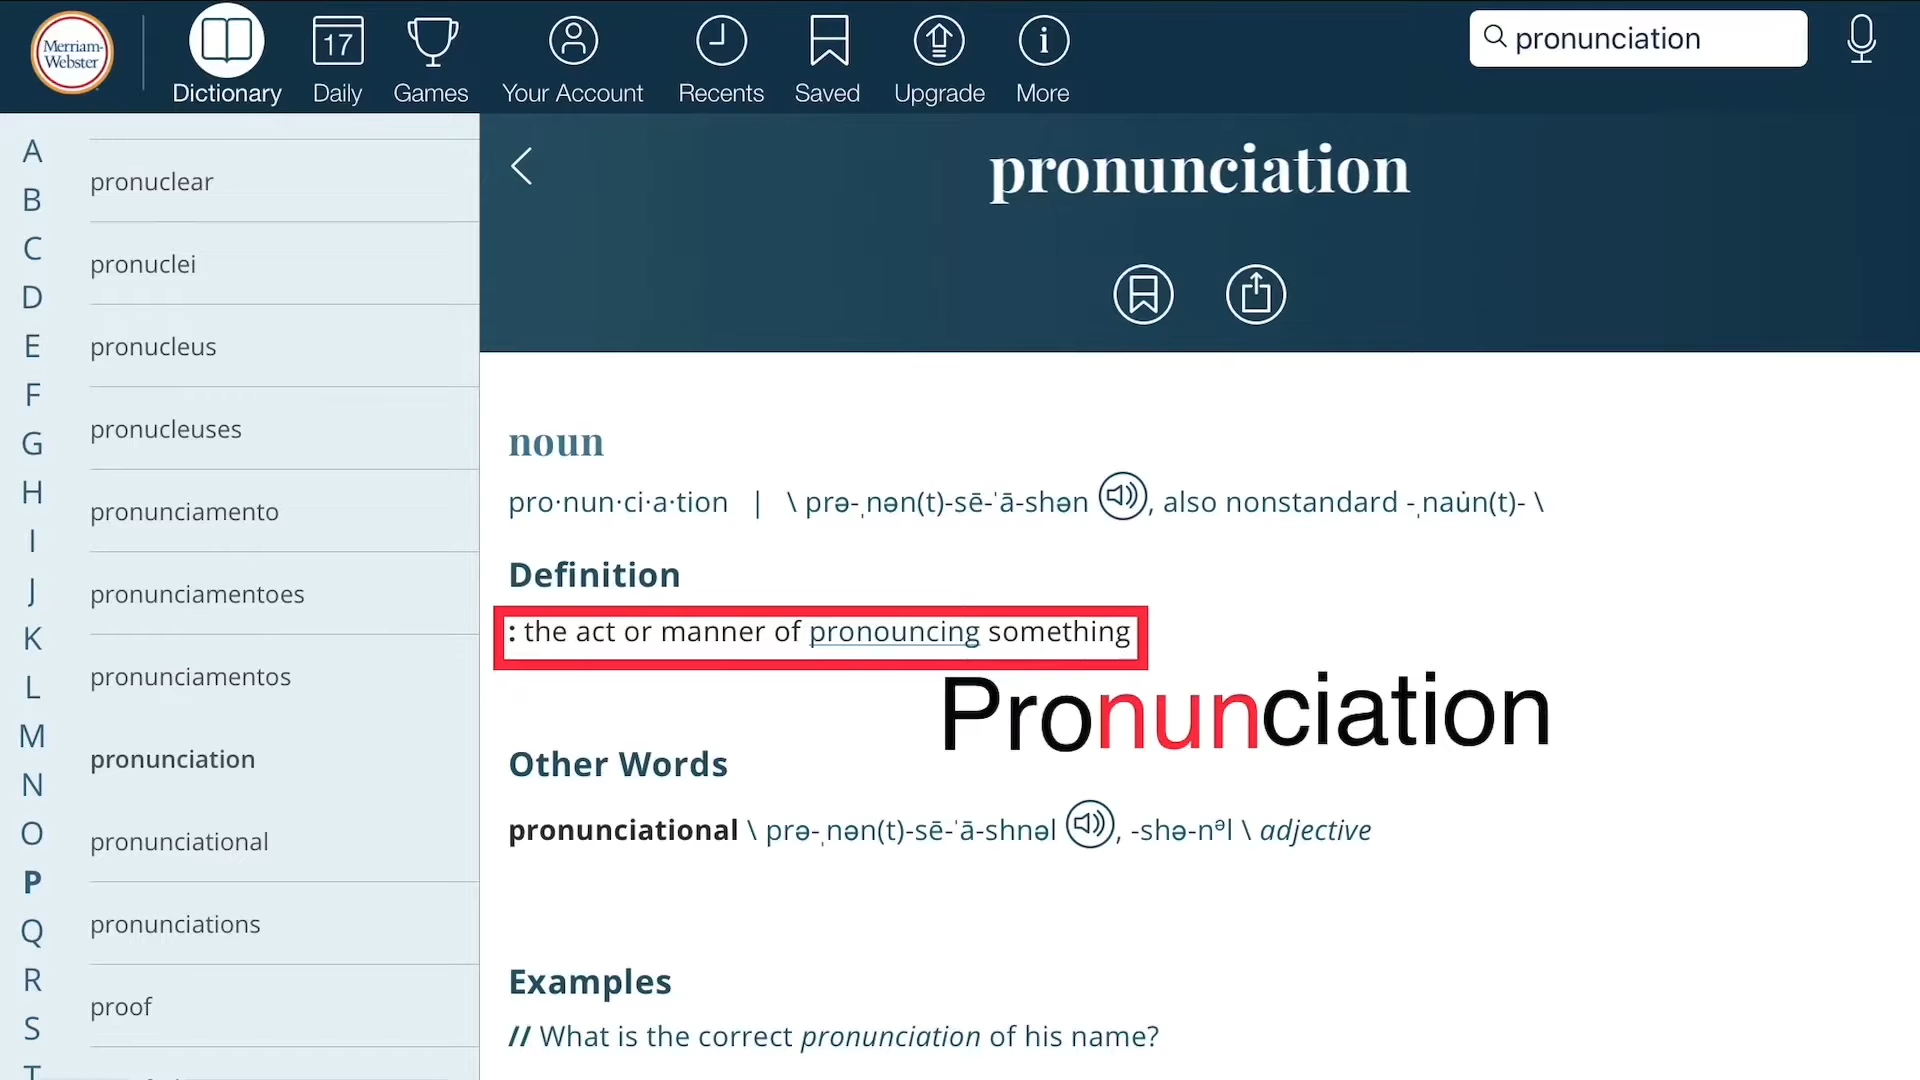 Merriam-
Webster
Dictionary
17
Daily
Games
Your Account
Recents
Saved
Upgrade
i
More
pronunciation
A
B
C
D
E
F
G
H
I
J
K
L
M
N
O
P
Q
R
S
T
pronuclear
pronuclei
pronucleus
pronucleuses
pronunciamento
pronunciamentoes
pronunciamentos
pronunciation
pronunciational
pronunciations
proof
pronunciation
noun
pro·nun·ci·a·tion | \ prə-ˌnən(t)-sē-ˈā-shən , also nonstandard -ˌnau̇n(t)- \
Definition
: the act or manner of pronouncing something
Pronunciation
Other Words
pronunciational \ prə-ˌnən(t)-sē-ˈā-shnəl , -shə-nᵊl \ adjective
Examples
// What is the correct pronunciation of his name?